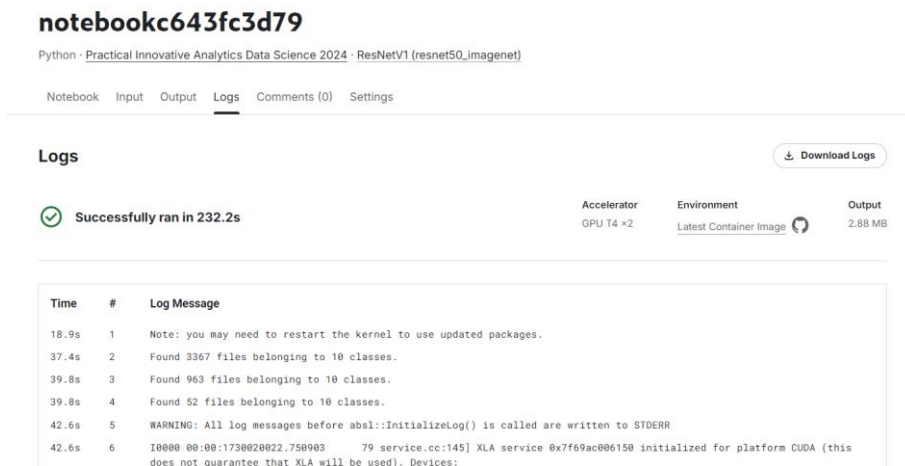 notebookc643fc3d79
Python · Practical Innovative Analytics Data Science 2024 · ResNetV1 (resnet50_imagenet)
Notebook Input Output Logs Comments (0) Settings
Logs
Download Logs
Successfully ran in 232.2s
Accelerator Environment Output
GPU T4 ×2 Latest Container Image 2.88 MB
Time # Log Message
18.9s 1 Note: you may need to restart the kernel to use updated packages.
37.4s 2 Found 3367 files belonging to 10 classes.
39.8s 3 Found 963 files belonging to 10 classes.
39.8s 4 Found 52 files belonging to 10 classes.
42.6s 5 WARNING: All log messages before absl::InitializeLog() is called are written to STDERR
42.6s 6 I0000 00:00:1730020022.750903 79 service.cc:145] XLA service 0x7f69ac006150 initialized for platform CUDA (this
does not guarantee that XLA will be used). Devices: